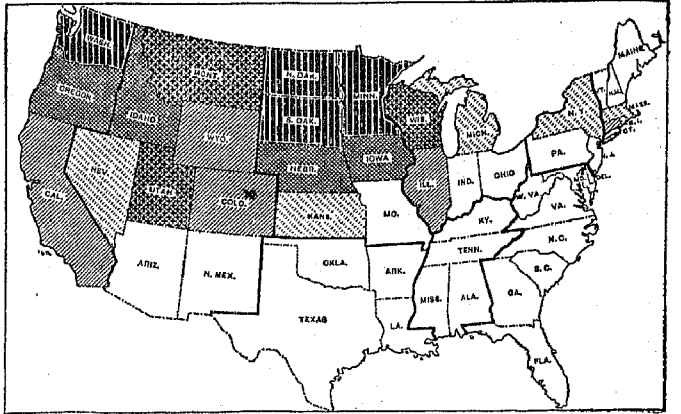 WASH.
OREGON.
CAL.
NEV.
IDAHO
MONT.
WYO.
UTAH
COLO.
ARIZ.
N. MEX.
N. DAK.
S. DAK.
NEBR.
KANS.
OKLA.
TEXAS
MINN.
IOWA
MO.
ARK.
LA.
WIS.
ILL.
MICH.
IND.
OHIO
KY.
TENN.
MISS.
ALA.
GA.
FLA.
S. C.
N. C.
VA.
W. VA.
PA.
DEL.
MAINE